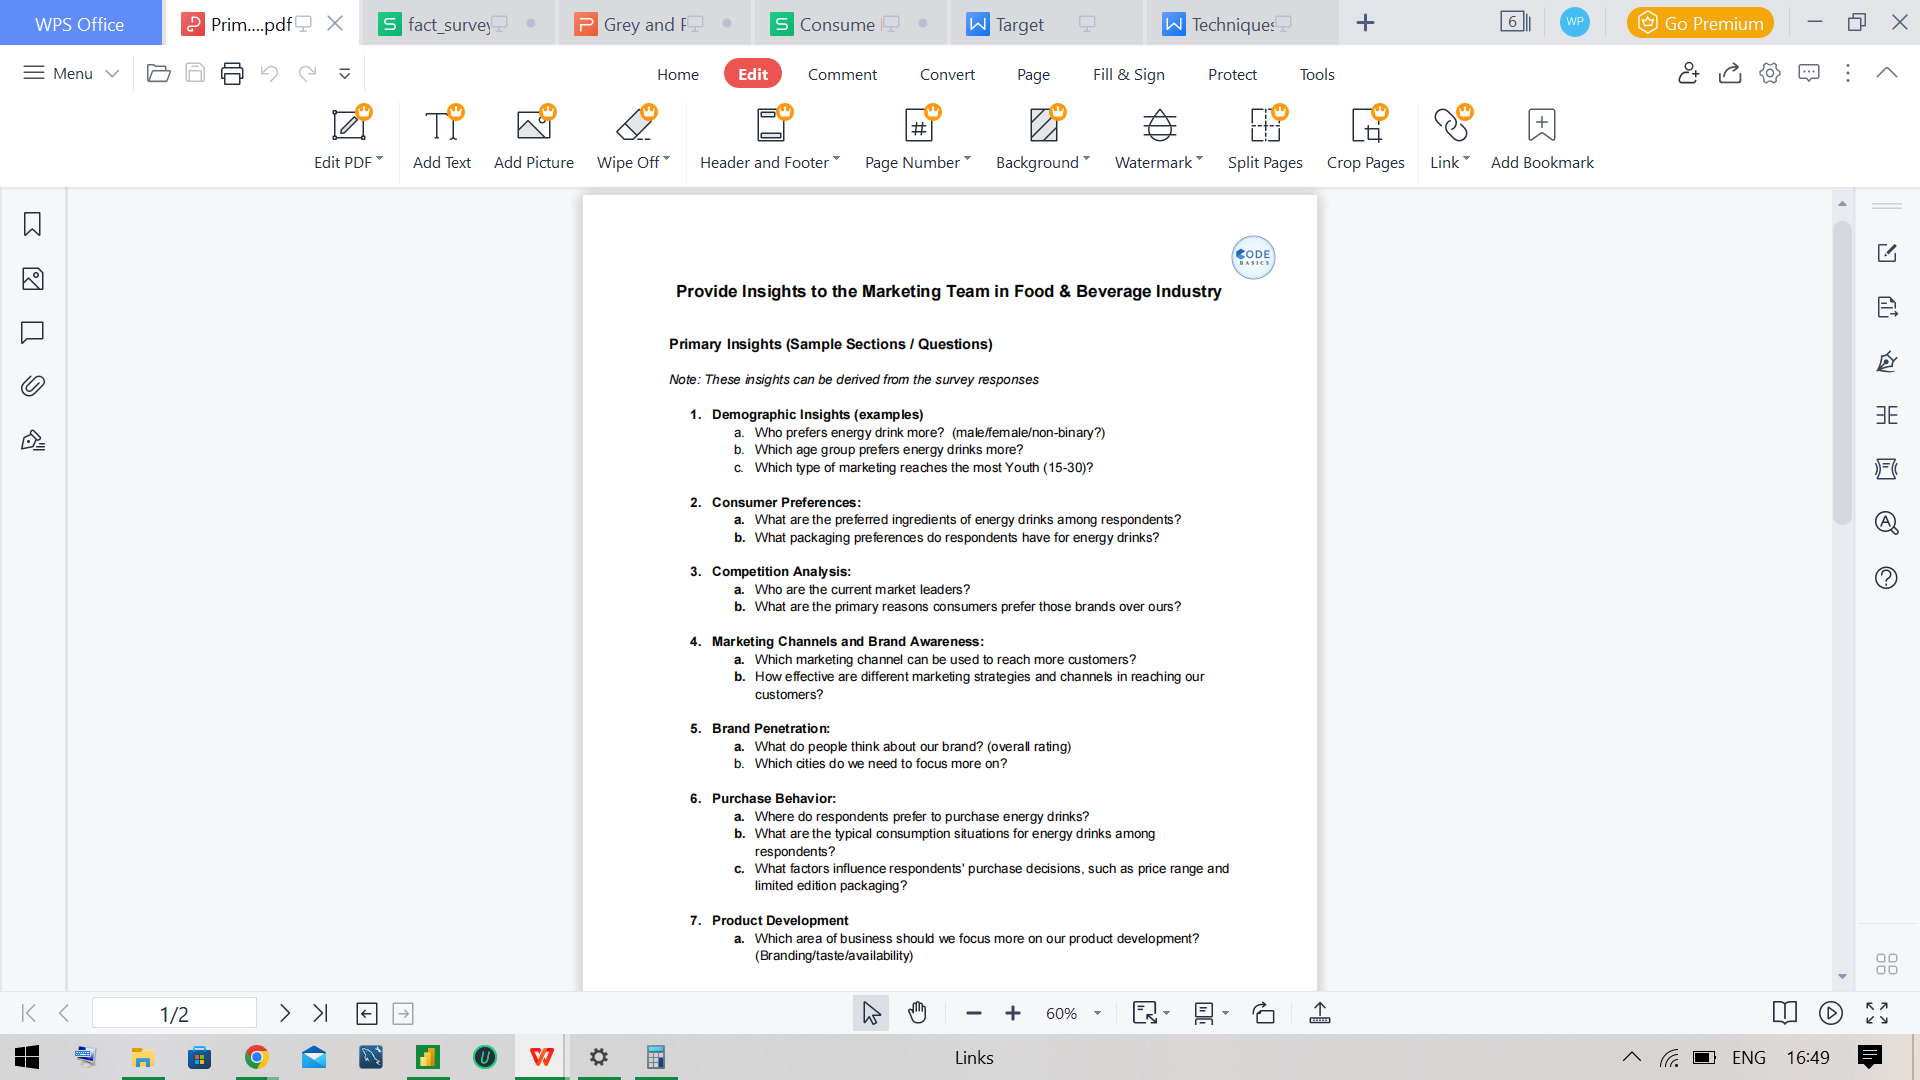 WPS Office
Prim....pdf
fact_survey
Grey and P
Consume
Target
Techniques
6
WP
Go Premium
Menu
Home
Edit
Comment
Convert
Page
Fill & Sign
Protect
Tools
Edit PDF
Add Text
Add Picture
Wipe Off
Header and Footer
Page Number
Background
Watermark
Split Pages
Crop Pages
Link
Add Bookmark
CODE
BASICS
Provide Insights to the Marketing Team in Food & Beverage Industry
Primary Insights (Sample Sections / Questions)
Note: These insights can be derived from the survey responses
1. Demographic Insights (examples)
a. Who prefers energy drink more? (male/female/non-binary?)
b. Which age group prefers energy drinks more?
c. Which type of marketing reaches the most Youth (15-30)?
2. Consumer Preferences:
a. What are the preferred ingredients of energy drinks among respondents?
b. What packaging preferences do respondents have for energy drinks?
3. Competition Analysis:
a. Who are the current market leaders?
b. What are the primary reasons consumers prefer those brands over ours?
4. Marketing Channels and Brand Awareness:
a. Which marketing channel can be used to reach more customers?
b. How effective are different marketing strategies and channels in reaching our
customers?
5. Brand Penetration:
a. What do people think about our brand? (overall rating)
b. Which cities do we need to focus more on?
6. Purchase Behavior:
a. Where do respondents prefer to purchase energy drinks?
b. What are the typical consumption situations for energy drinks among
respondents?
c. What factors influence respondents' purchase decisions, such as price range and
limited edition packaging?
7. Product Development
a. Which area of business should we focus more on our product development?
(Branding/taste/availability)
1/2
60%
Links
ENG
16:49